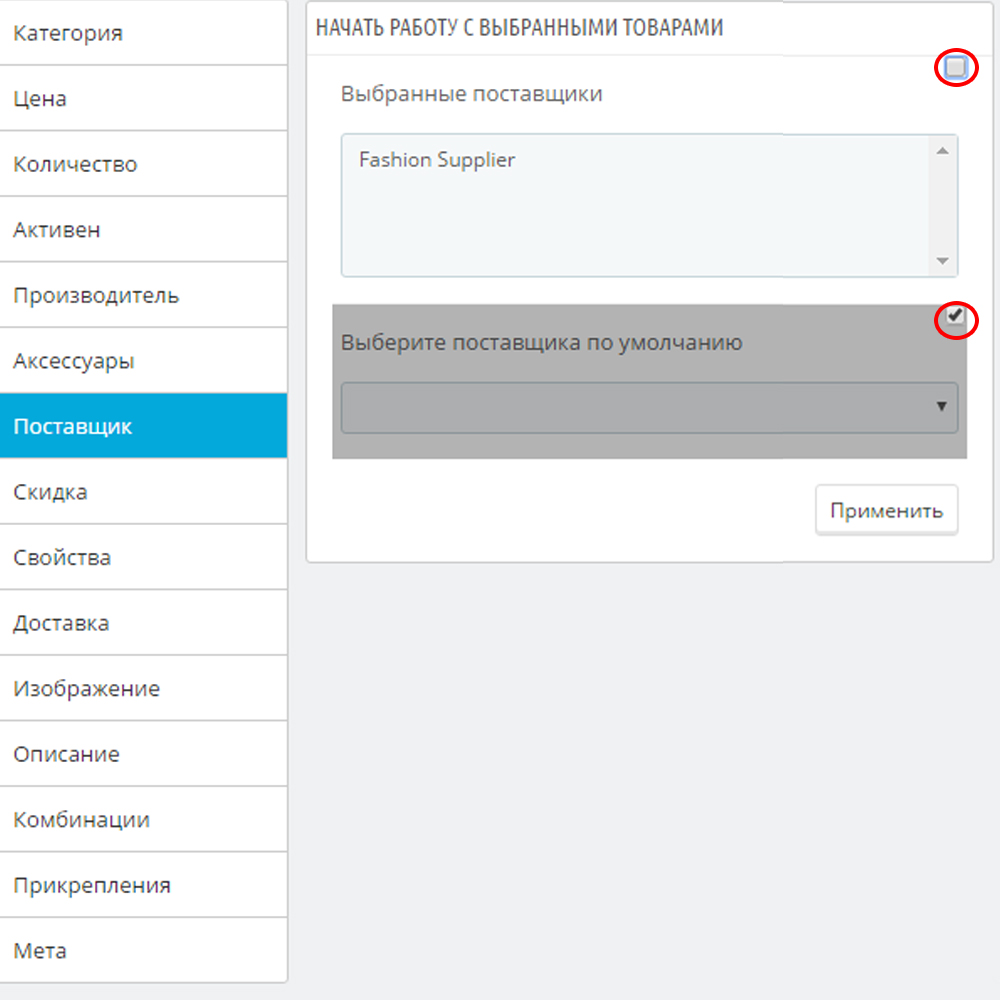 Категория
Цена
Количество
Активен
Производитель
Аксессуары
Поставщик
Скидка
Свойства
Доставка
Изображение
Описание
Комбинации
Прикрепления
Мета
НАЧАТЬ РАБОТУ С ВЫБРАННЫМИ ТОВАРАМИ
Выбранные поставщики
Fashion Supplier
Выберите поставщика по умолчанию
Применить